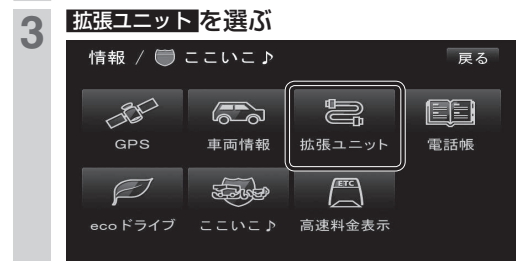 3 拡張ユニットを選ぶ
情報 / ここいこ♪ 戻る
GPS 車両情報 拡張ユニット 電話帳
ETC
ecoドライブ ここいこ♪ 高速料金表示